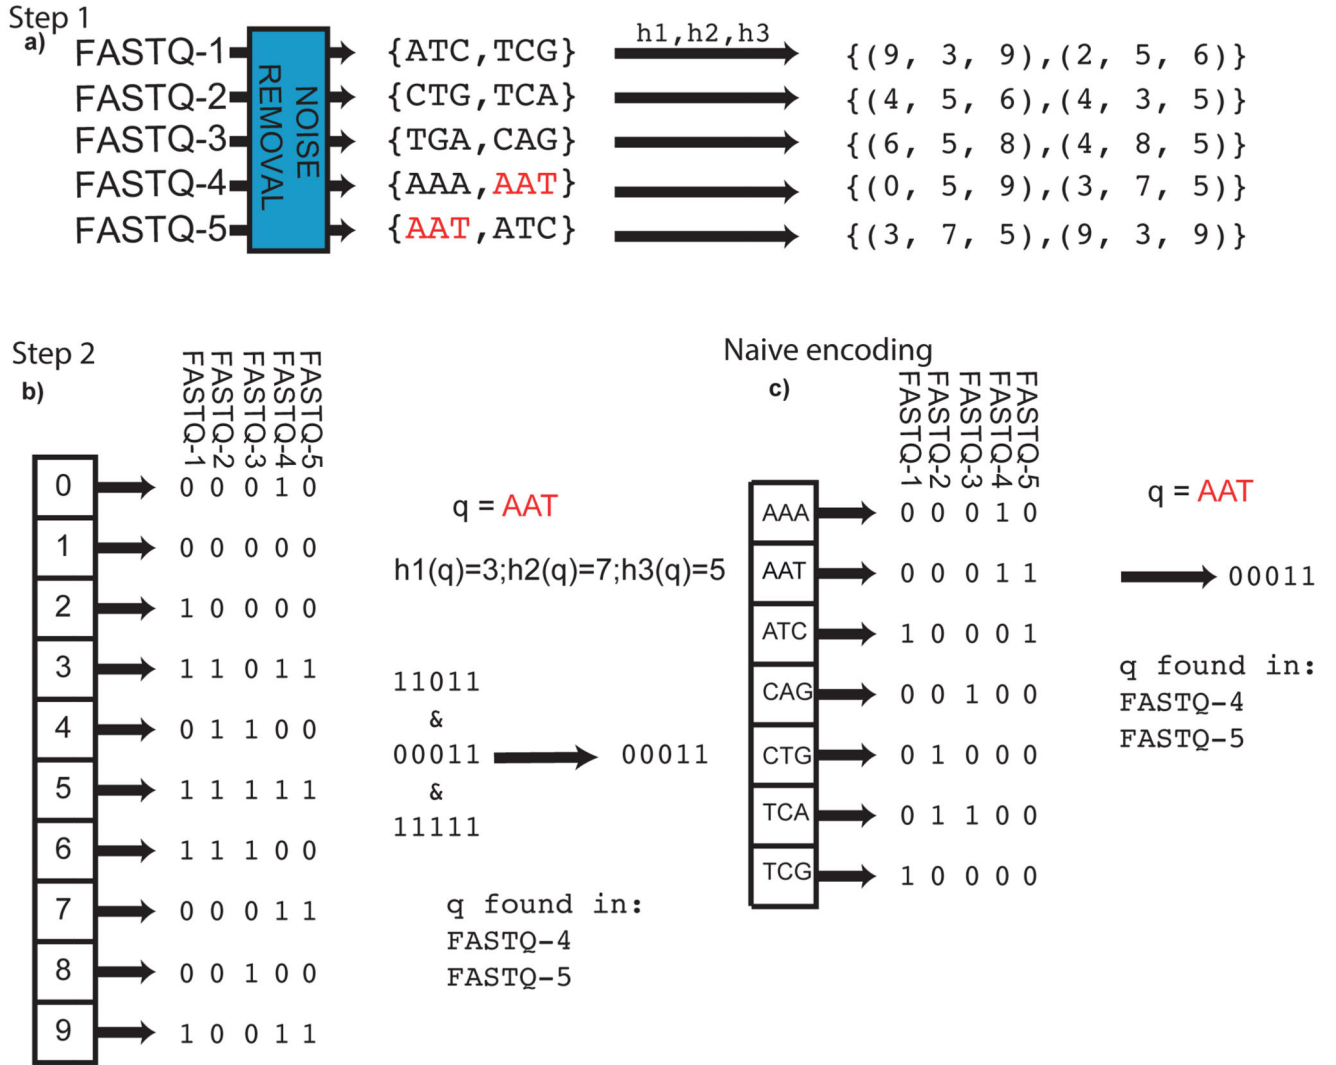 Step 1
a)
FASTQ-1
FASTQ-2
FASTQ-3
FASTQ-4
FASTQ-5
NOISE
REMOVAL
{ATC,TCG}
{CTG,TCA}
{TGA,CAG}
{AAA,AAT}
{AAT,ATC}
h1,h2,h3
{(9, 3, 9),(2, 5, 6)}
{(4, 5, 6),(4, 3, 5)}
{(6, 5, 8),(4, 8, 5)}
{(0, 5, 9),(3, 7, 5)}
{(3, 7, 5),(9, 3, 9)}
Step 2
b)
FASTQ-1
FASTQ-2
FASTQ-3
FASTQ-4
FASTQ-5
0 0 0 0 1 0
1 0 0 0 0 0
2 1 0 0 0 0
3 1 1 0 1 1
4 0 1 1 0 0
5 1 1 1 1 1
6 1 1 1 0 0
7 0 0 0 1 1
8 0 0 1 0 0
9 1 0 0 1 1
q = AAT
h1(q)=3;h2(q)=7;h3(q)=5
11011
&
00011 00011
&
11111
q found in:
FASTQ-4
FASTQ-5
Naive encoding
c)
FASTQ-1
FASTQ-2
FASTQ-3
FASTQ-4
FASTQ-5
AAA 0 0 0 1 0
AAT 0 0 0 1 1
ATC 1 0 0 0 1
CAG 0 0 1 0 0
CTG 0 1 0 0 0
TCA 0 1 1 0 0
TCG 1 0 0 0 0
q = AAT
00011
q found in:
FASTQ-4
FASTQ-5